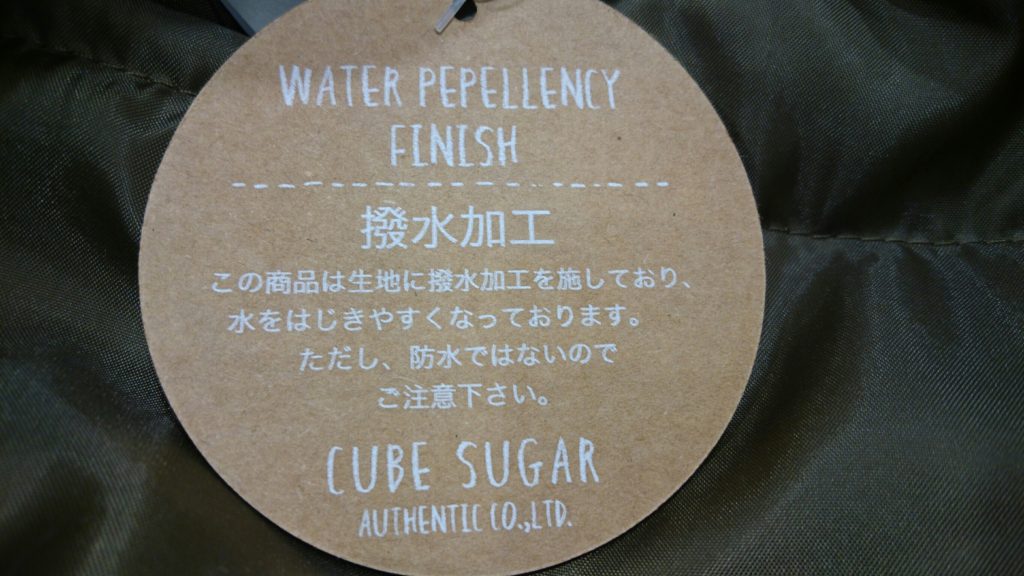 WATER PEPELLENCY
FINISH
撥水加工
この商品は生地に撥水加工を施しており、
水をはじきやすくなっております。
ただし、防水ではないので
ご注意下さい。
CUBE SUGAR
AUTHENTIC CO.,LTD.